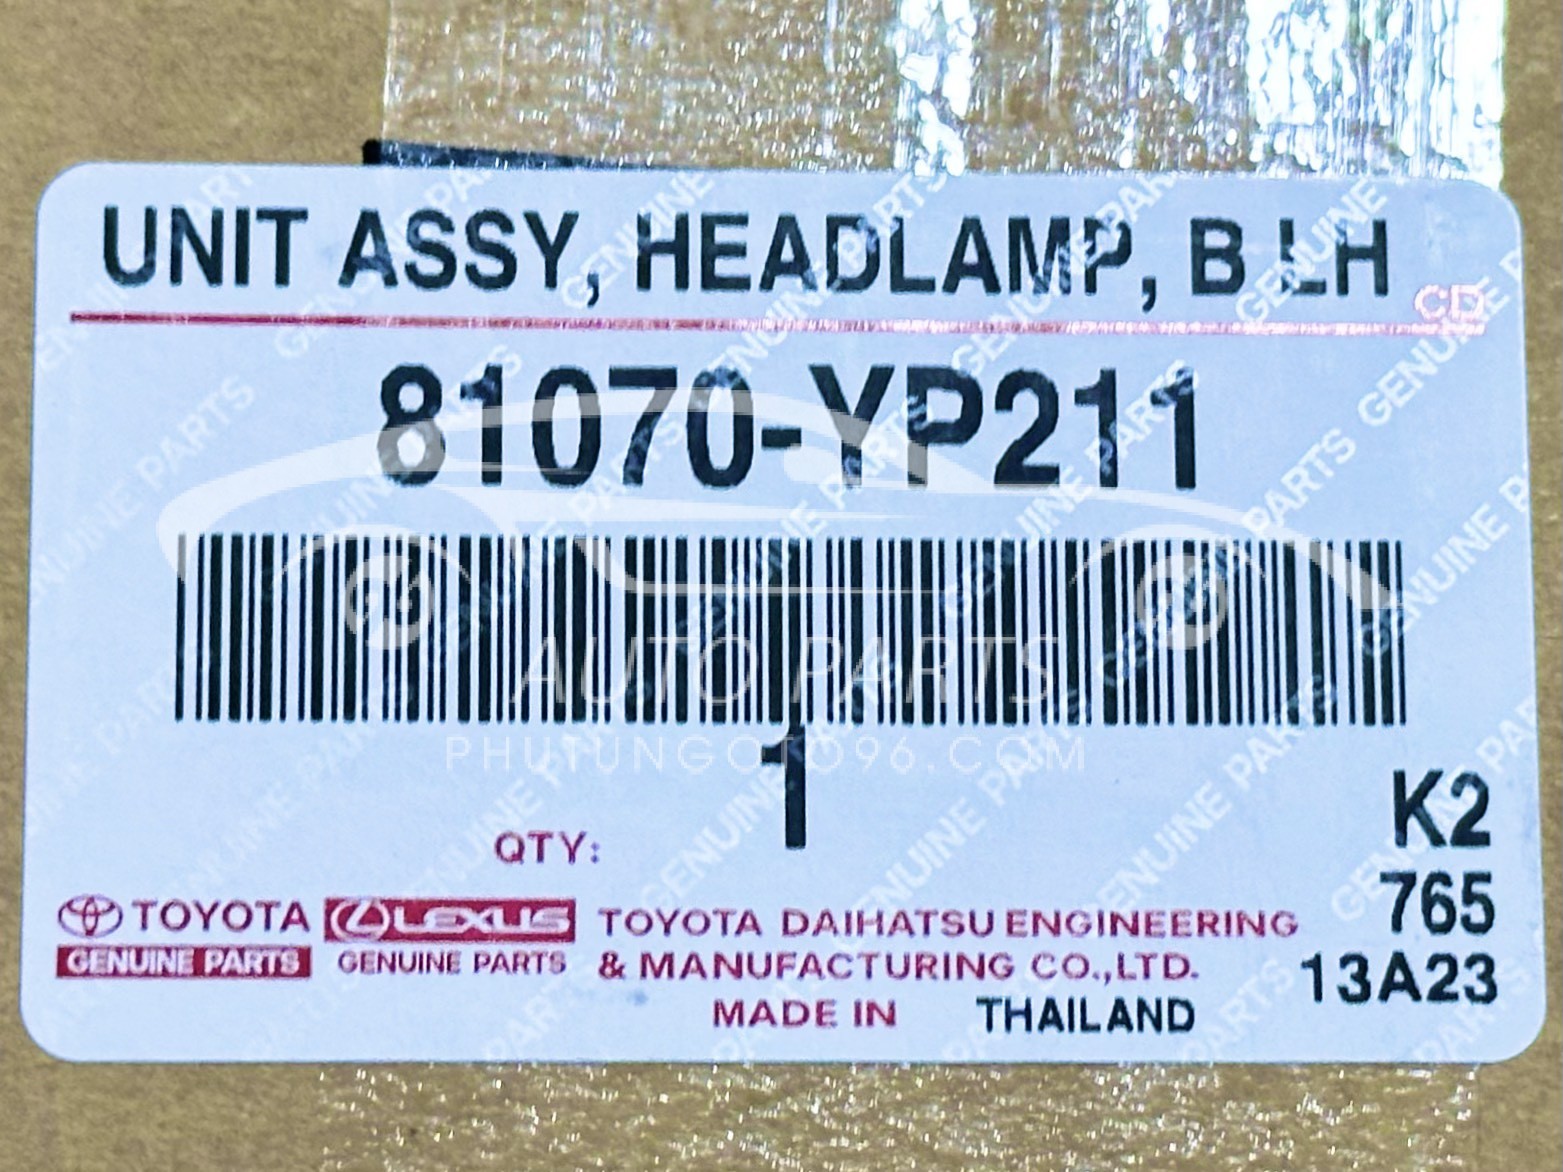 UNIT ASSY, HEADLAMP, B LH
CD
81070-YP211
AUTO PARTS
PHUTUNGOTO96.COM
1
QTY:
K2
765
13A23
TOYOTA
GENUINE PARTS
LEXUS
GENUINE PARTS
TOYOTA DAIHATSU ENGINEERING
& MANUFACTURING CO.,LTD.
MADE IN THAILAND